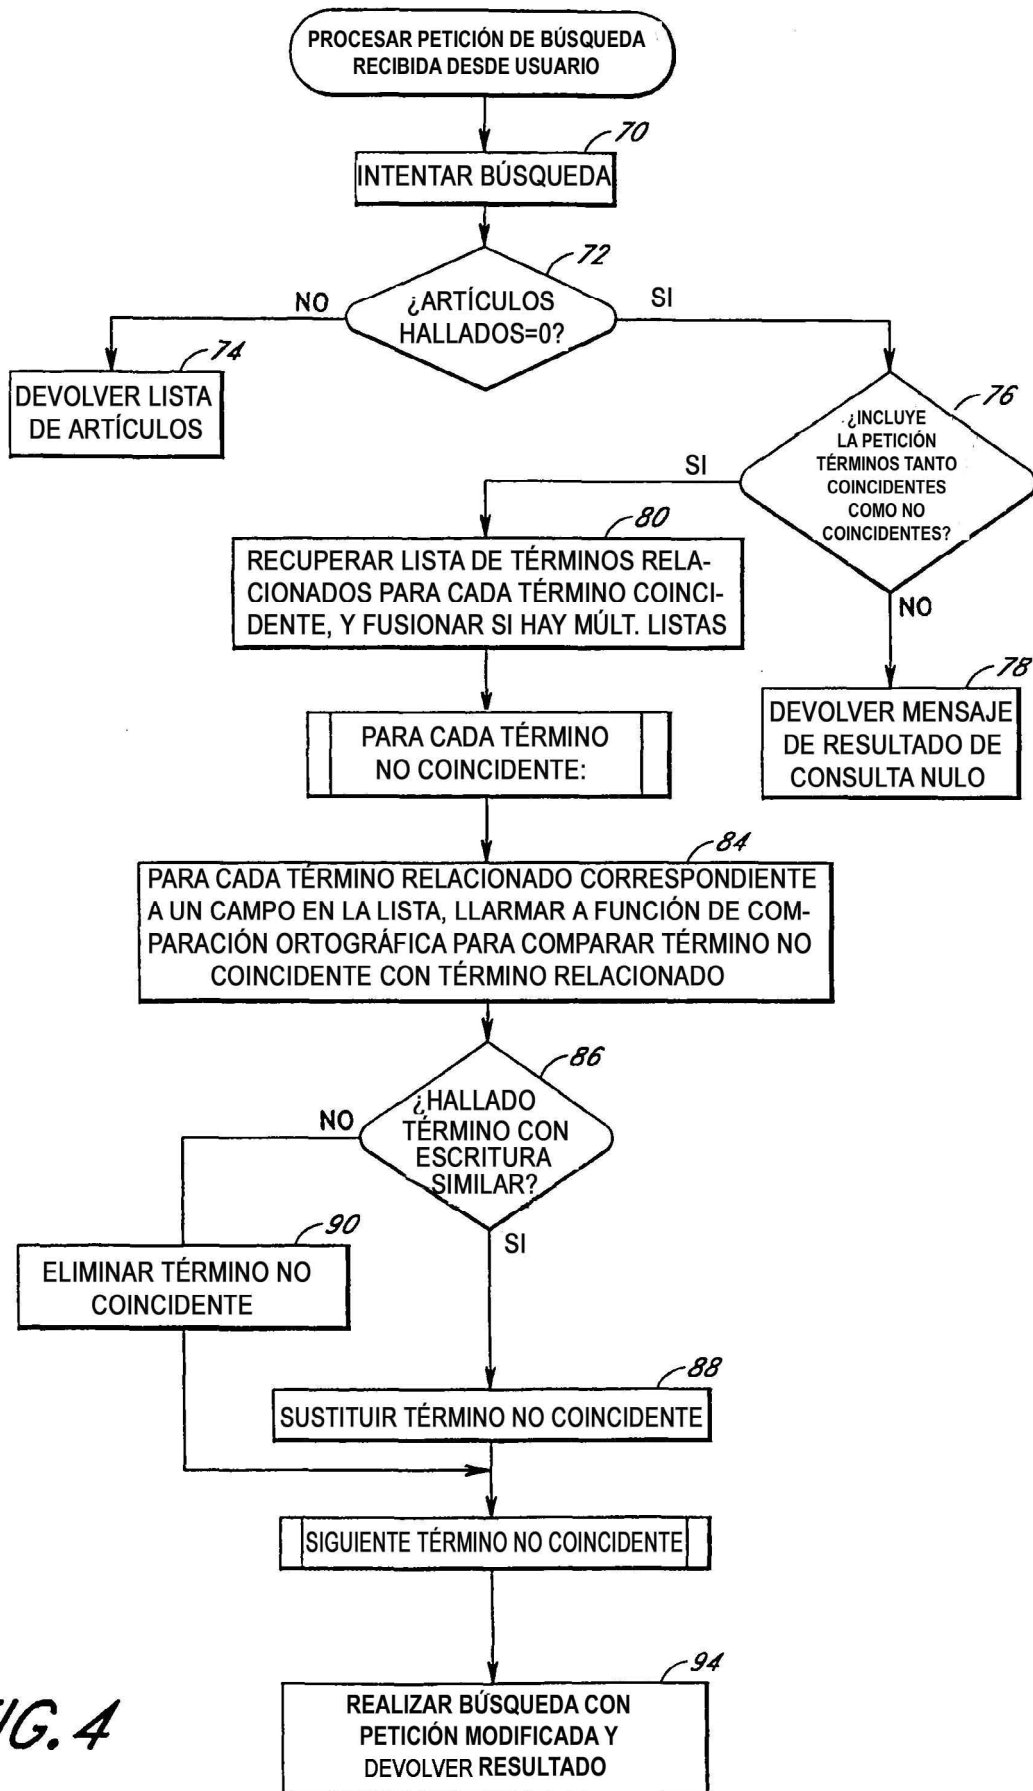 PROCESAR PETICIÓN DE BÚSQUEDA
RECIBIDA DESDE USUARIO
70
INTENTAR BÚSQUEDA
72
¿ARTÍCULOS
HALLADOS=0?
NO
SI
74
DEVOLVER LISTA
DE ARTÍCULOS
76
¿INCLUYE
LA PETICIÓN
TÉRMINOS TANTO
COINCIDENTES
COMO NO
COINCIDENTES?
SI
NO
80
RECUPERAR LISTA DE TÉRMINOS RELA-
CIONADOS PARA CADA TÉRMINO COINCI-
DENTE, Y FUSIONAR SI HAY MÚLT. LISTAS
78
DEVOLVER MENSAJE
DE RESULTADO DE
CONSULTA NULO
PARA CADA TÉRMINO
NO COINCIDENTE:
84
PARA CADA TÉRMINO RELACIONADO CORRESPONDIENTE
A UN CAMPO EN LA LISTA, LLARMAR A FUNCIÓN DE COM-
PARACIÓN ORTOGRÁFICA PARA COMPARAR TÉRMINO NO
COINCIDENTE CON TÉRMINO RELACIONADO
86
¿HALLADO
TÉRMINO CON
ESCRITURA
SIMILAR?
NO
SI
90
ELIMINAR TÉRMINO NO
COINCIDENTE
88
SUSTITUIR TÉRMINO NO COINCIDENTE
SIGUIENTE TÉRMINO NO COINCIDENTE
94
REALIZAR BÚSQUEDA CON
PETICIÓN MODIFICADA Y
DEVOLVER RESULTADO
IG. 4